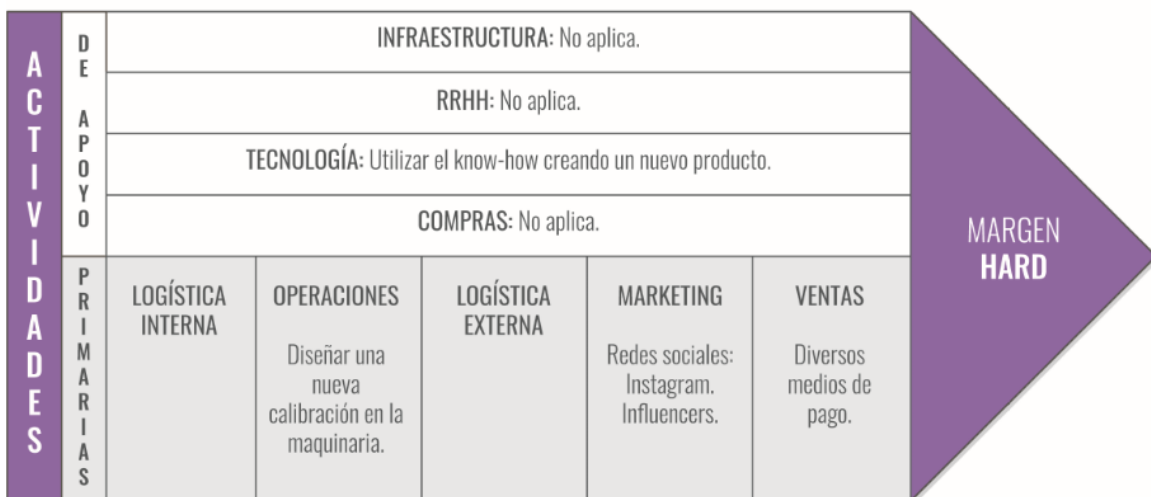 ACTIVIDADES
DE APOYO
INFRAESTRUCTURA: No aplica.
RRHH: No aplica.
TECNOLOGÍA: Utilizar el know-how creando un nuevo producto.
COMPRAS: No aplica.
PRIMARIAS
LOGÍSTICA
INTERNA
OPERACIONES
Diseñar una
nueva
calibración en la
maquinaria.
LOGÍSTICA
EXTERNA
MARKETING
Redes sociales:
Instagram.
Influencers.
VENTAS
Diversos
medios de
pago.
MARGEN
HARD